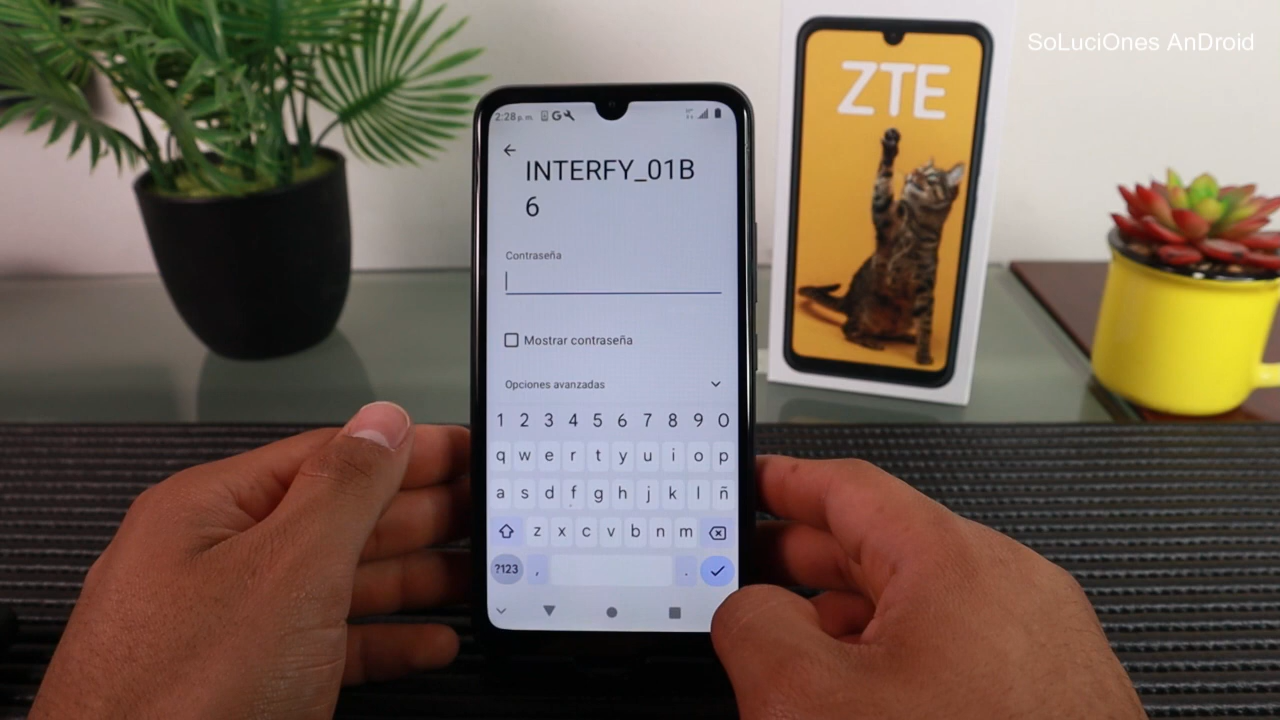 SoLuciOnes AnDroid
ZTE
2:28 p. m. G
INTERFY_01B
6
Contraseña
Mostrar contraseña
Opciones avanzadas
1 2 3 4 5 6 7 8 9 0
q w e r t y u i o p
a s d f g h j k l ñ
z x c v b n m
?123 , .